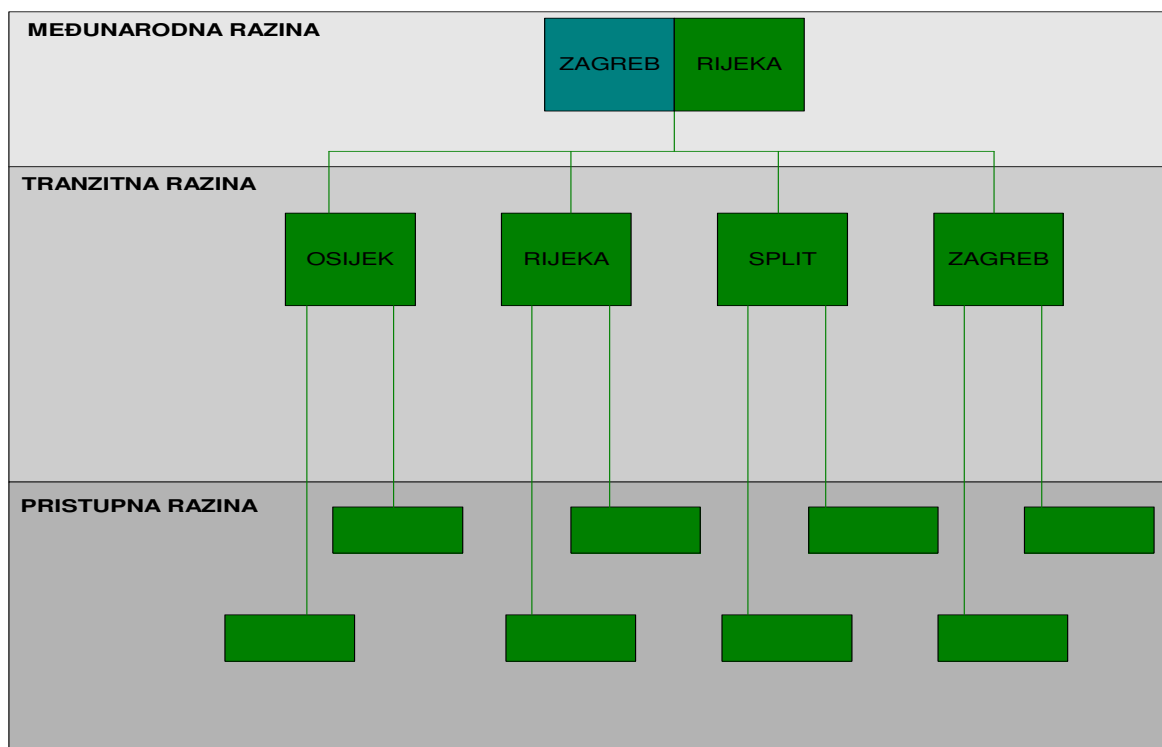 MEĐUNARODNA RAZINA
ZAGREB RIJEKA
TRANZITNA RAZINA
OSIJEK RIJEKA SPLIT ZAGREB
PRISTUPNA RAZINA